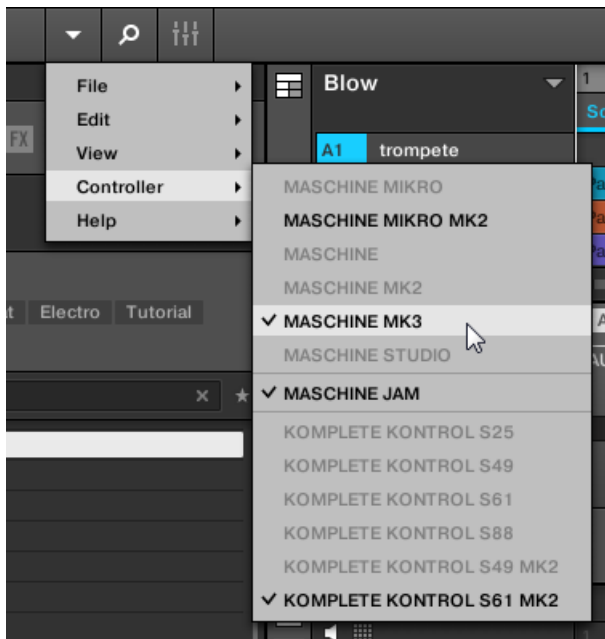 File
Edit
View
Controller
Help
FX
Electro
Tutorial
Blow
1
A1 trompete
MASCHINE MIKRO
MASCHINE MIKRO MK2
MASCHINE
MASCHINE MK2
MASCHINE MK3
MASCHINE STUDIO
MASCHINE JAM
KOMPLETE KONTROL S25
KOMPLETE KONTROL S49
KOMPLETE KONTROL S61
KOMPLETE KONTROL S88
KOMPLETE KONTROL S49 MK2
KOMPLETE KONTROL S61 MK2